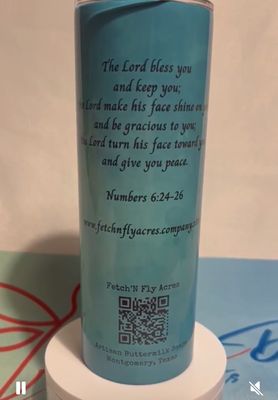 The Lord bless you
and keep you;
Lord make his face shine on
and be gracious to you;
Lord turn his face toward
and give you peace.
Numbers 6:24-26
www.fetchnflyacres.company
Fetch'N Fly Acres
Artisan Buttermilk Soaps
Montgomery, Texas